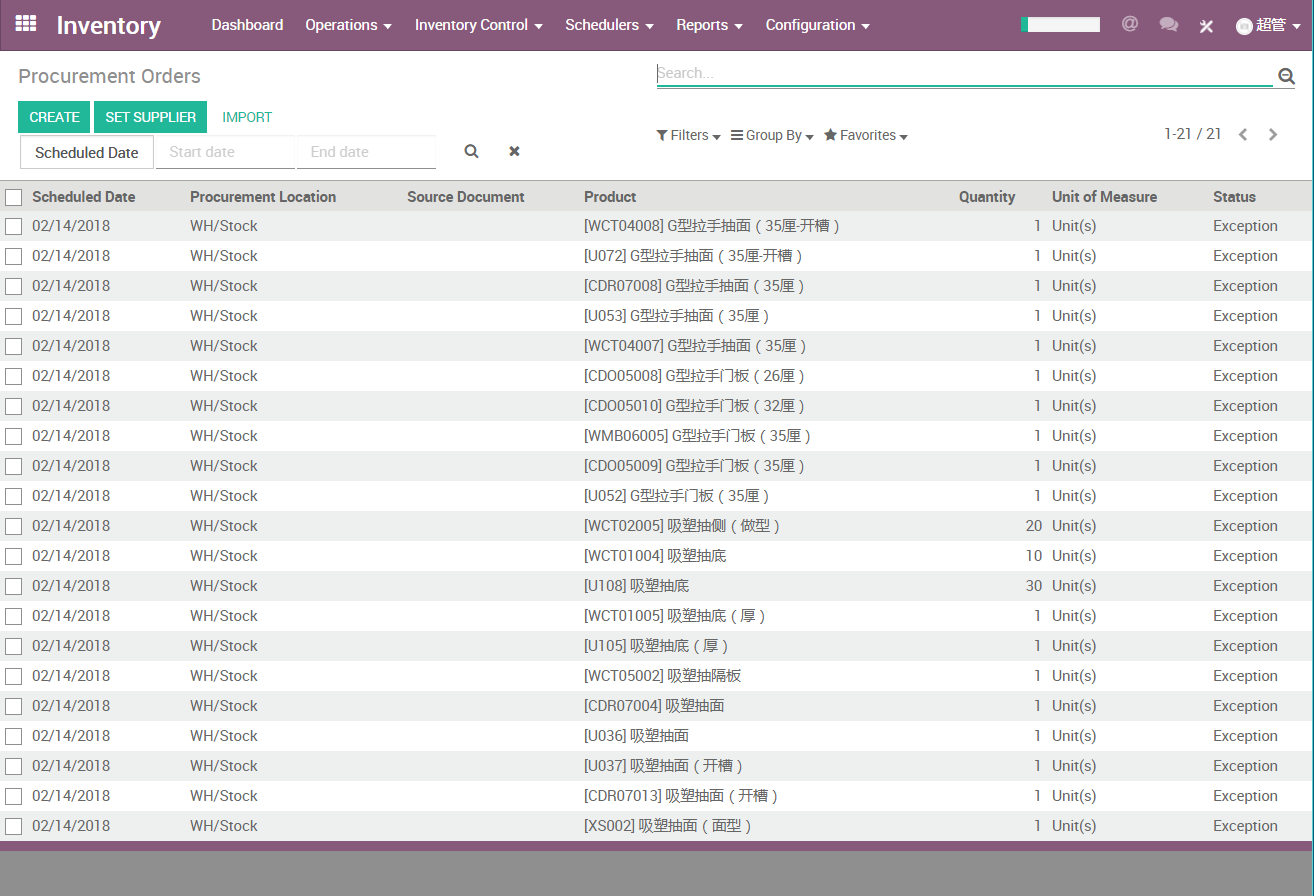 Inventory Dashboard Operations Inventory Control Schedulers Reports Configuration 超管
Procurement Orders Search...
CREATE SET SUPPLIER IMPORT
Filters Group By Favorites 1-21 / 21
Scheduled Date Start date End date
Scheduled Date Procurement Location Source Document Product Quantity Unit of Measure Status
02/14/2018 WH/Stock [WCT04008] G型拉手抽面（35厘-开槽） 1 Unit(s) Exception
02/14/2018 WH/Stock [U072] G型拉手抽面（35厘-开槽） 1 Unit(s) Exception
02/14/2018 WH/Stock [CDR07008] G型拉手抽面（35厘） 1 Unit(s) Exception
02/14/2018 WH/Stock [U053] G型拉手抽面（35厘） 1 Unit(s) Exception
02/14/2018 WH/Stock [WCT04007] G型拉手抽面（35厘） 1 Unit(s) Exception
02/14/2018 WH/Stock [CDO05008] G型拉手门板（26厘） 1 Unit(s) Exception
02/14/2018 WH/Stock [CDO05010] G型拉手门板（32厘） 1 Unit(s) Exception
02/14/2018 WH/Stock [WMB06005] G型拉手门板（35厘） 1 Unit(s) Exception
02/14/2018 WH/Stock [CDO05009] G型拉手门板（35厘） 1 Unit(s) Exception
02/14/2018 WH/Stock [U052] G型拉手门板（35厘） 1 Unit(s) Exception
02/14/2018 WH/Stock [WCT02005] 吸塑抽侧（做型） 20 Unit(s) Exception
02/14/2018 WH/Stock [WCT01004] 吸塑抽底 10 Unit(s) Exception
02/14/2018 WH/Stock [U108] 吸塑抽底 30 Unit(s) Exception
02/14/2018 WH/Stock [WCT01005] 吸塑抽底（厚） 1 Unit(s) Exception
02/14/2018 WH/Stock [U105] 吸塑抽底（厚） 1 Unit(s) Exception
02/14/2018 WH/Stock [WCT05002] 吸塑抽隔板 1 Unit(s) Exception
02/14/2018 WH/Stock [CDR07004] 吸塑抽面 1 Unit(s) Exception
02/14/2018 WH/Stock [U036] 吸塑抽面 1 Unit(s) Exception
02/14/2018 WH/Stock [U037] 吸塑抽面（开槽） 1 Unit(s) Exception
02/14/2018 WH/Stock [CDR07013] 吸塑抽面（开槽） 1 Unit(s) Exception
02/14/2018 WH/Stock [XS002] 吸塑抽面（面型） 1 Unit(s) Exception